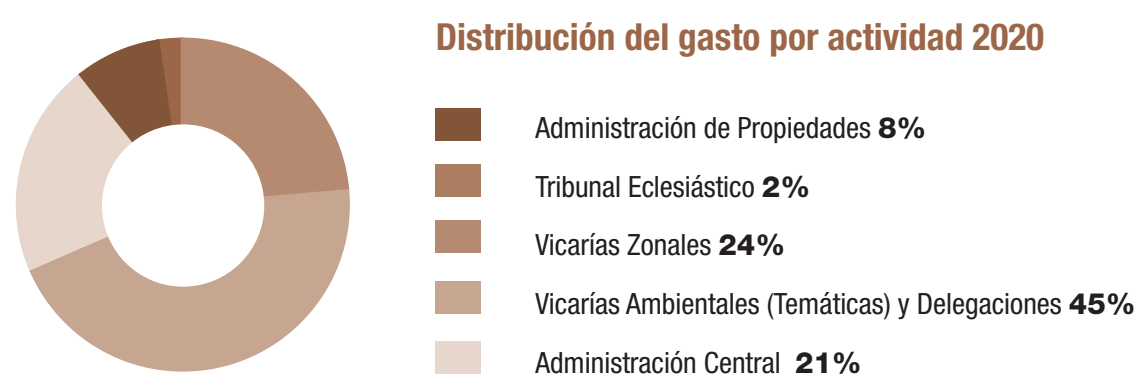 Distribución del gasto por actividad 2020
Administración de Propiedades 8%
Tribunal Eclesiástico 2%
Vicarías Zonales 24%
Vicarías Ambientales (Temáticas) y Delegaciones 45%
Administración Central 21%